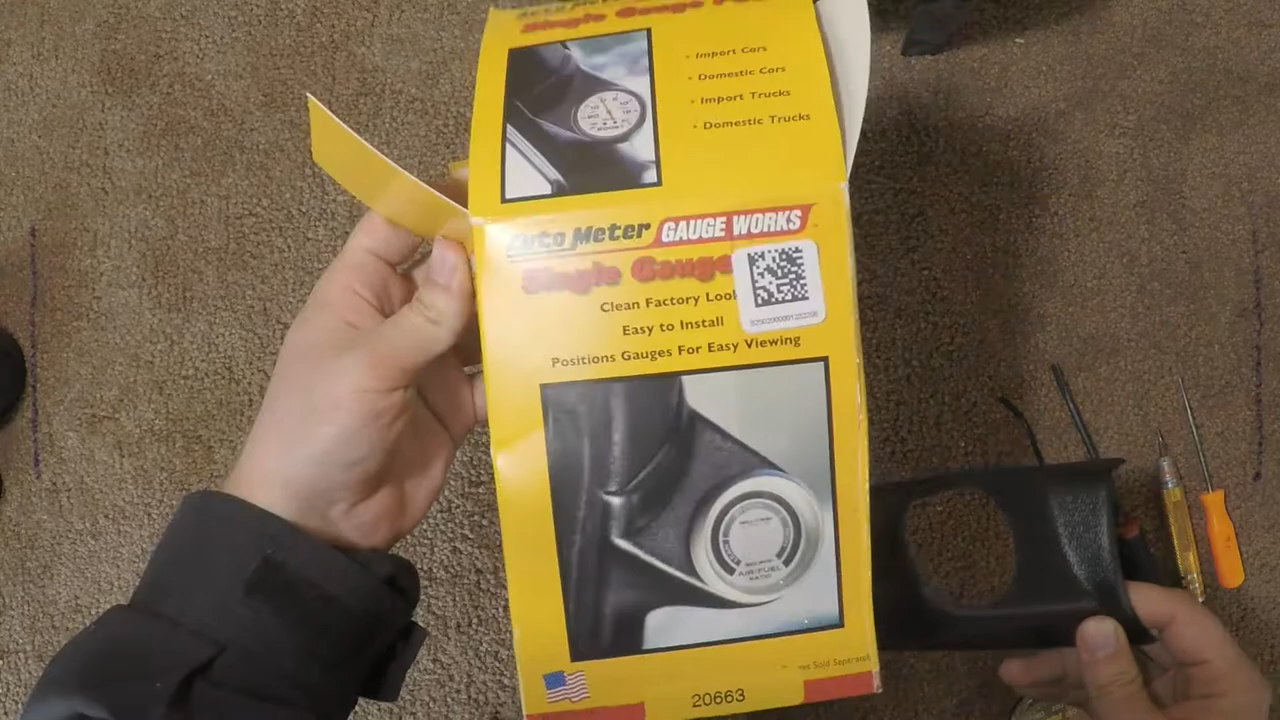 Single Gauge
• Import Cars
• Domestic Cars
• Import Trucks
• Domestic Trucks
BOOST
Auto Meter GAUGE WORKS
Single Gauge
Clean Factory Look
Easy to Install
Positions Gauges For Easy Viewing
AIR/FUEL
RATIO
Sold Separately
20663